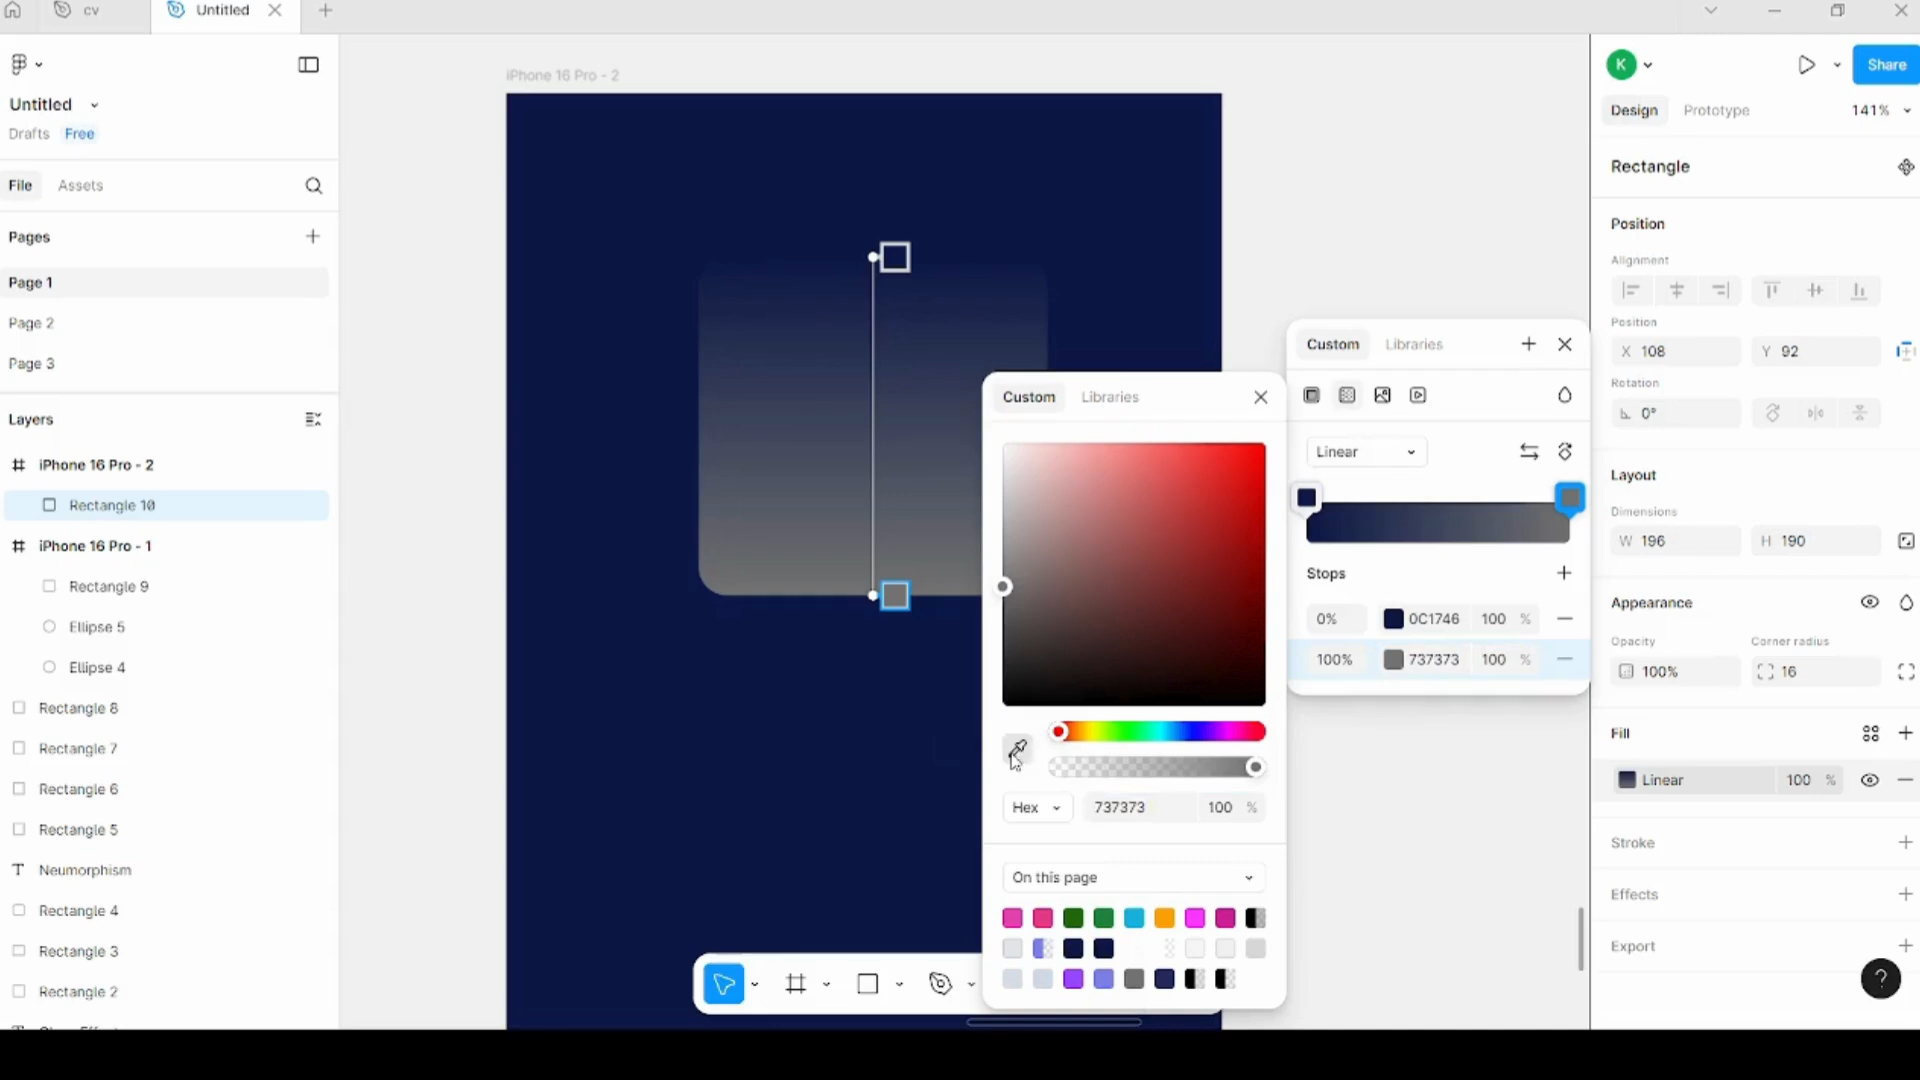 cv
Untitled
Untitled
Drafts Free
File Assets
Pages
Page 1
Page 2
Page 3
Layers
iPhone 16 Pro - 2
Rectangle 10
iPhone 16 Pro - 1
Rectangle 9
Ellipse 5
Ellipse 4
Rectangle 8
Rectangle 7
Rectangle 6
Rectangle 5
Neumorphism
Rectangle 4
Rectangle 3
Rectangle 2
iPhone 16 Pro - 2
Custom Libraries
Hex 737373 100 %
On this page
Custom Libraries
Linear
Stops
0% 0C1746 100 %
100% 737373 100 %
K
Share
Design Prototype 141%
Rectangle
Position
Alignment
Position
X 108 Y 92
Rotation
0°
Layout
Dimensions
W 196 H 190
Appearance
Opacity Corner radius
100% 16
Fill
Linear 100 %
Stroke
Effects
Export
?